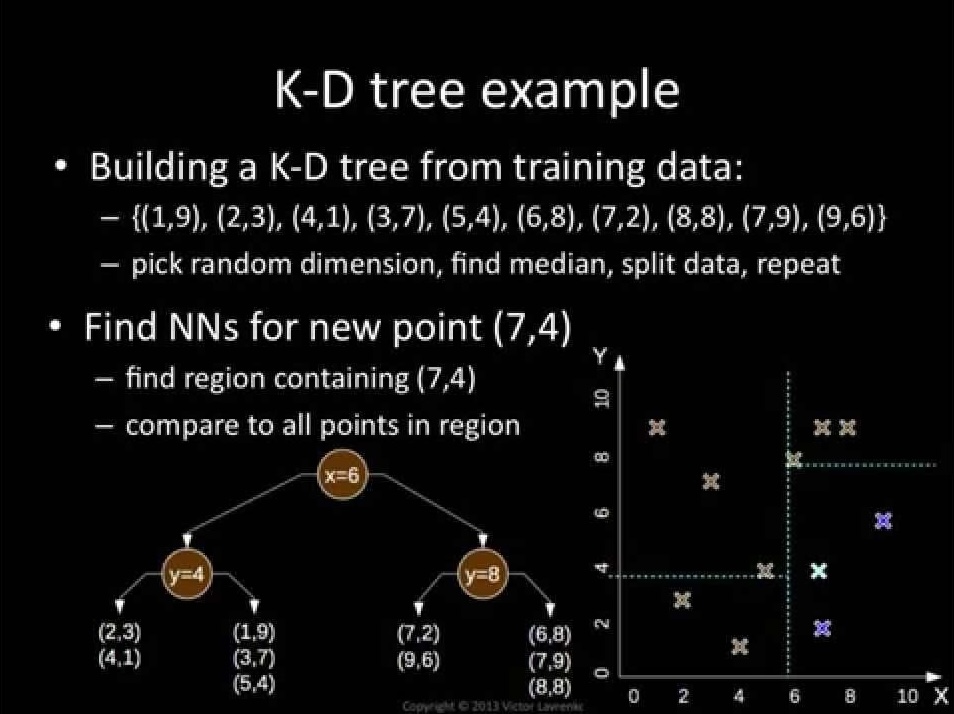 K-D tree example
• Building a K-D tree from training data:
– {(1,9), (2,3), (4,1), (3,7), (5,4), (6,8), (7,2), (8,8), (7,9), (9,6)}
– pick random dimension, find median, split data, repeat
• Find NNs for new point (7,4)
– find region containing (7,4)
– compare to all points in region
x=6
y=4
y=8
(2,3)
(4,1)
(1,9)
(3,7)
(5,4)
(7,2)
(9,6)
(6,8)
(7,9)
(8,8)
Y
10
8
6
4
2
0
0 2 4 6 8 10 X
Copyright © 2013 Victor